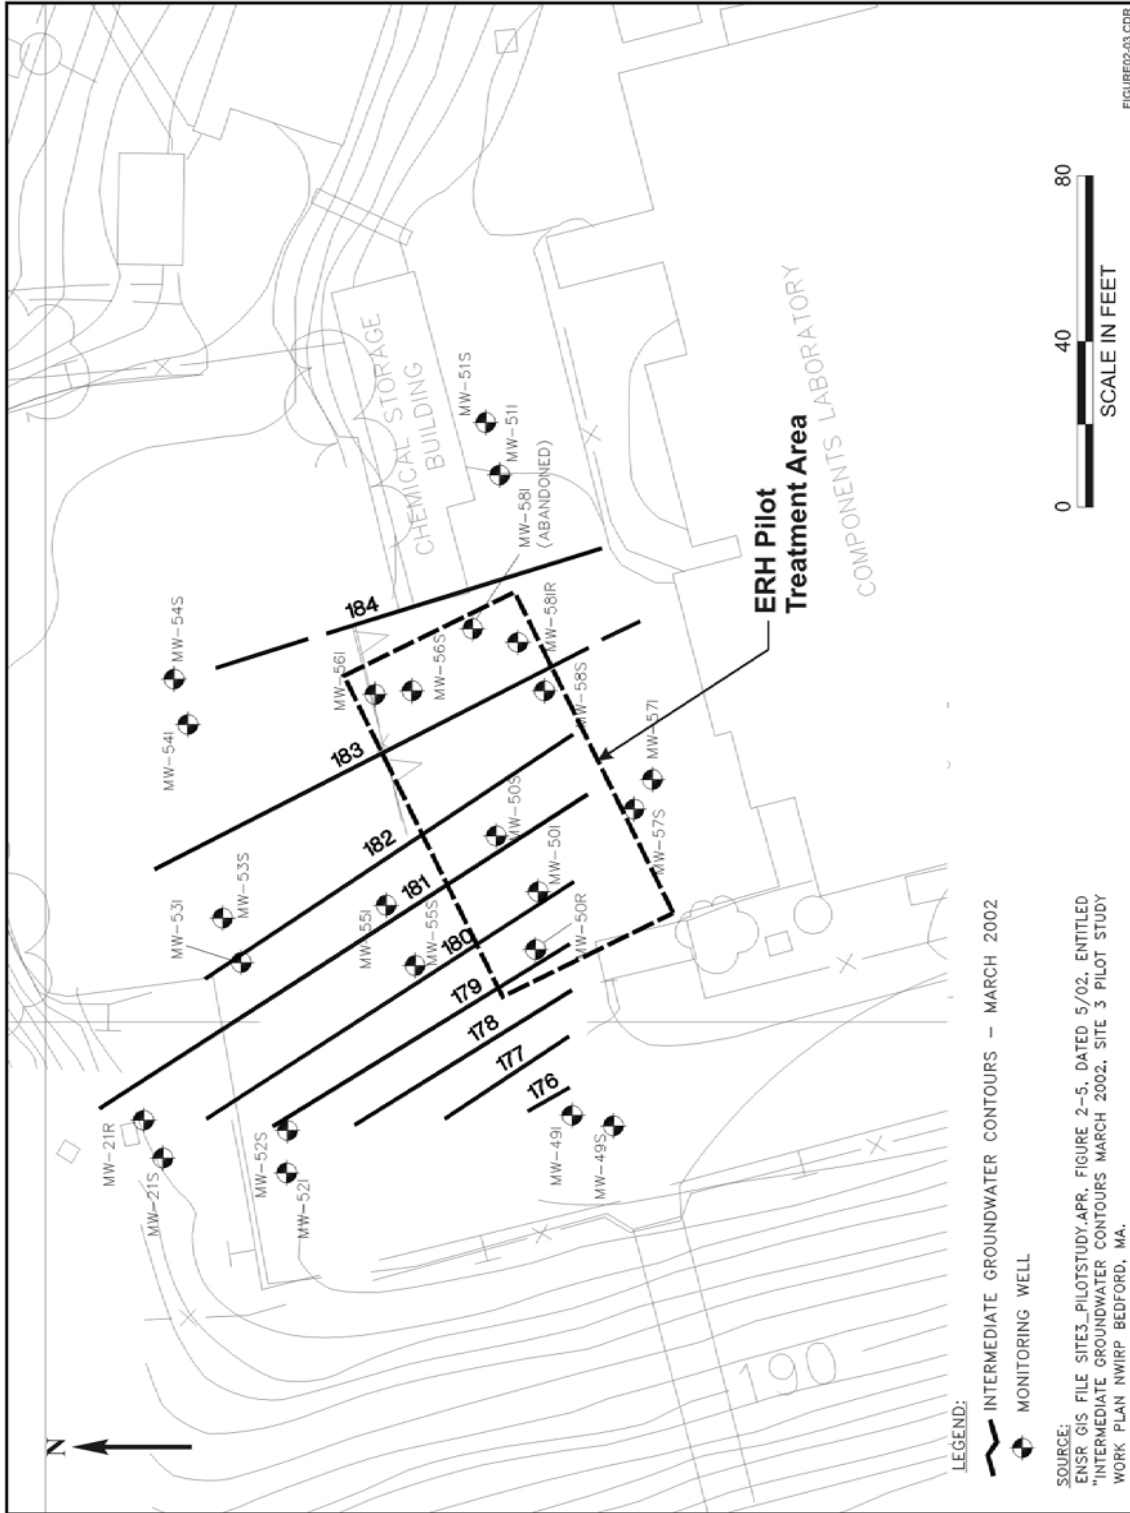 N
MW-21R
MW-21S
MW-52S
MW-52I
MW-49I
MW-49S
MW-53I
MW-53S
MW-54I
MW-54S
MW-55I
MW-55S
MW-56I
MW-56S
MW-50S
MW-50I
MW-50R
MW-58S
MW-58IR
MW-58I
(ABANDONED)
MW-51S
MW-51I
MW-57S
MW-57I
176
177
178
179
180
181
182
183
184
190
CHEMICAL STORAGE
BUILDING
COMPONENTS LABORATORY
ERH Pilot
Treatment Area
LEGEND:
INTERMEDIATE GROUNDWATER CONTOURS - MARCH 2002
MONITORING WELL
0 40 80
SCALE IN FEET
SOURCE:
ENSR GIS FILE SITE3_PILOTSTUDY.APR, FIGURE 2-5, DATED 5/02, ENTITLED
"INTERMEDIATE GROUNDWATER CONTOURS MARCH 2002, SITE 3 PILOT STUDY
WORK PLAN NWIRP BEDFORD, MA.
FIGURE02-03.CDR